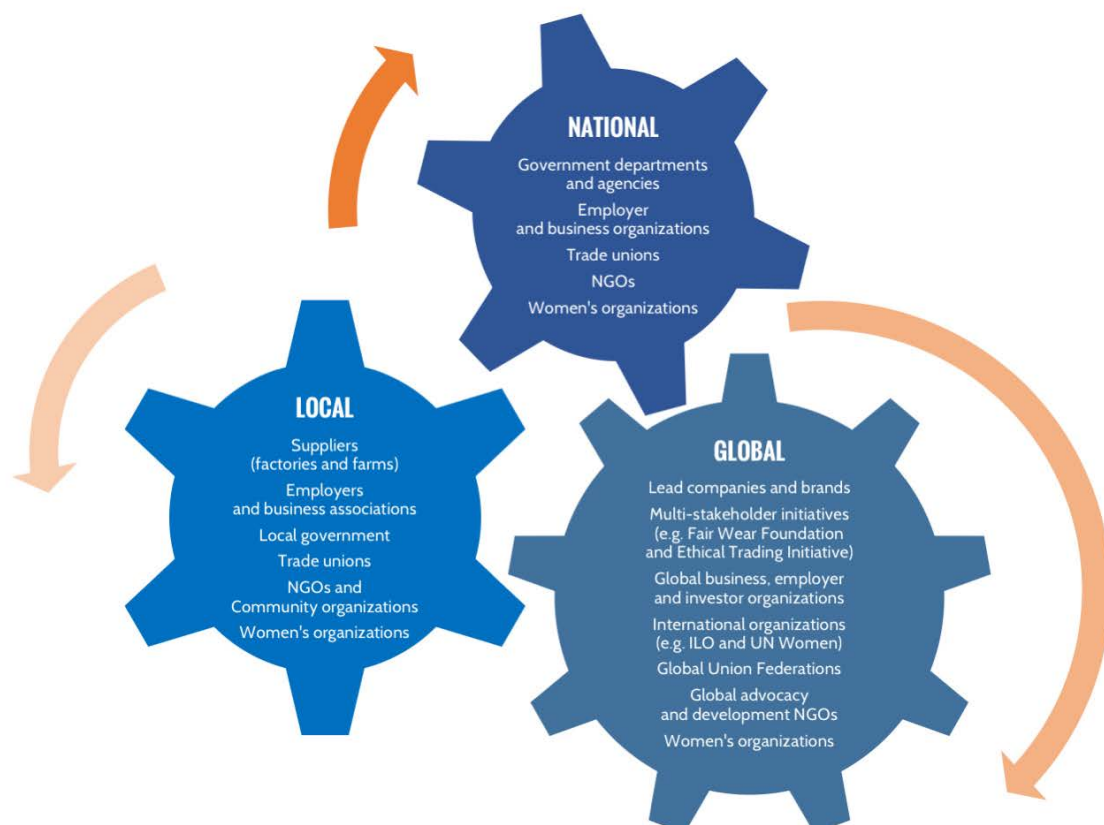 NATIONAL
Government departments
and agencies
Employer
and business organizations
Trade unions
NGOs
Women's organizations
LOCAL
Suppliers
(factories and farms)
Employers
and business associations
Local government
Trade unions
NGOs and
Community organizations
Women's organizations
GLOBAL
Lead companies and brands
Multi-stakeholder initiatives
(e.g. Fair Wear Foundation
and Ethical Trading Initiative)
Global business, employer
and investor organizations
International organizations
(e.g. ILO and UN Women)
Global Union Federations
Global advocacy
and development NGOs
Women's organizations